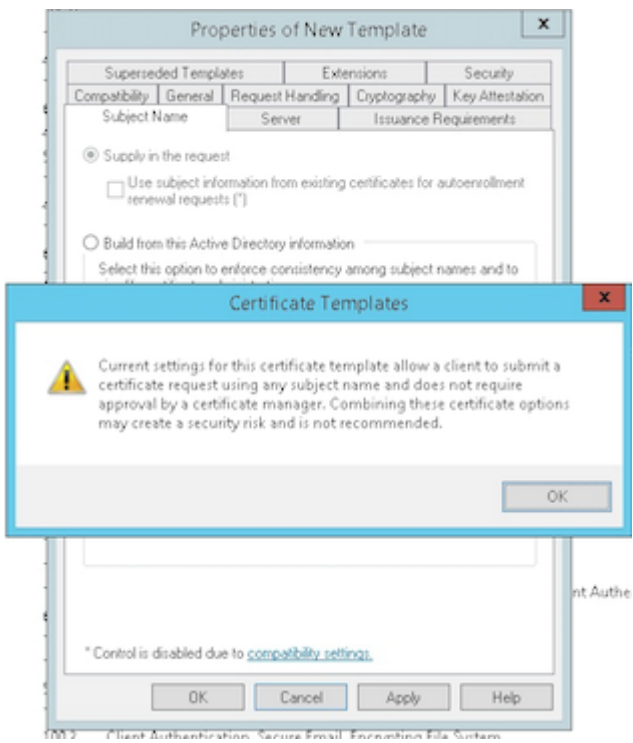 Properties of New Template
x
Superseded Templates Extensions Security
Compatibility General Request Handling Cryptography Key Attestation
Subject Name Server Issuance Requirements
Supply in the request
Use subject information from existing certificates for autoenrollment
renewal requests (*)
Build from this Active Directory information
Select this option to enforce consistency among subject names and to
Certificate Templates
x
Current settings for this certificate template allow a client to submit a
certificate request using any subject name and does not require
approval by a certificate manager. Combining these certificate options
may create a security risk and is not recommended.
OK
nt Authe
* Control is disabled due to compatibility settings.
OK Cancel Apply Help
100.2 Client Authentication, Secure Email, Encrypting File System